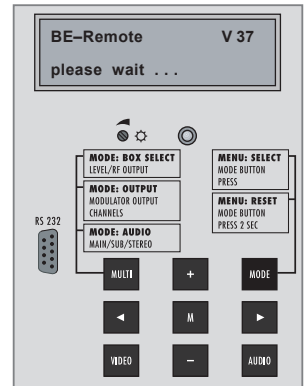 BE–Remote V 37
please wait . . .
MODE: BOX SELECT
LEVEL/RF OUTPUT
MODE: OUTPUT
MODULATOR OUTPUT
CHANNELS
MODE: AUDIO
MAIN/SUB/STEREO
MENU: SELECT
MODE BUTTON
PRESS
MENU: RESET
MODE BUTTON
PRESS 2 SEC
RS 232
MULTI + MODE
◄ M ►
VIDEO – AUDIO